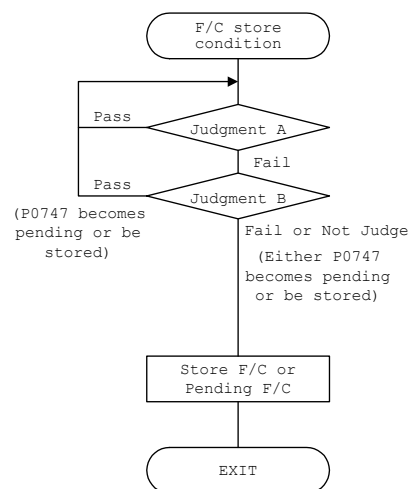 F/C store
condition
Pass
Judgment A
Fail
Pass
Judgment B
(P0747 becomes
pending or be
stored)
Fail or Not Judge
(Either P0747
becomes pending
or be stored)
Store F/C or
Pending F/C
EXIT